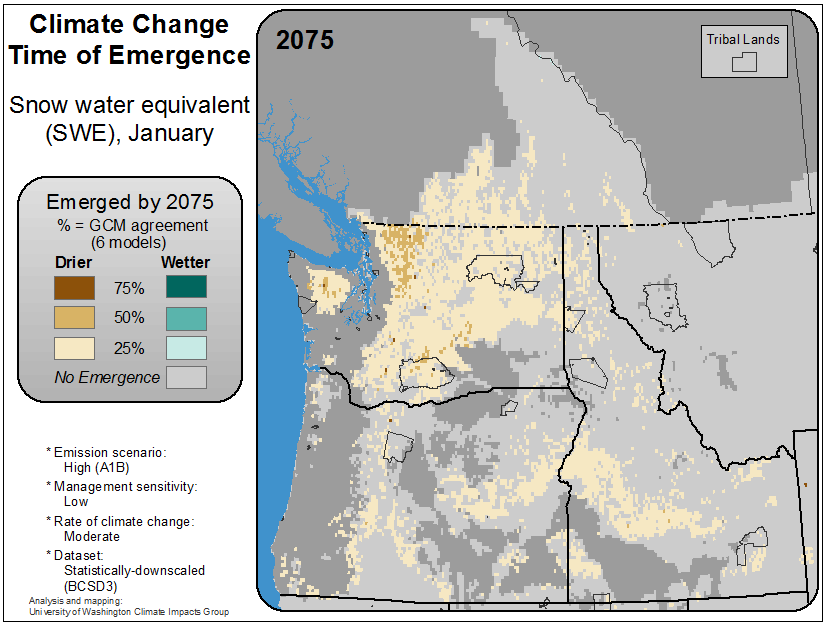 Climate Change
Time of Emergence
Snow water equivalent
(SWE), January
Emerged by 2075
% = GCM agreement
(6 models)
Drier Wetter
75%
50%
25%
No Emergence
* Emission scenario:
High (A1B)
* Management sensitivity:
Low
* Rate of climate change:
Moderate
* Dataset:
Statistically-downscaled
(BCSD3)
Analysis and mapping:
University of Washington Climate Impacts Group
2075
Tribal Lands